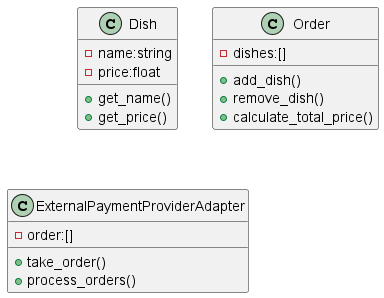 C Dish
name:string
price:float
get_name()
get_price()
C Order
dishes:[]
add_dish()
remove_dish()
calculate_total_price()
C ExternalPaymentProviderAdapter
order:[]
take_order()
process_orders()